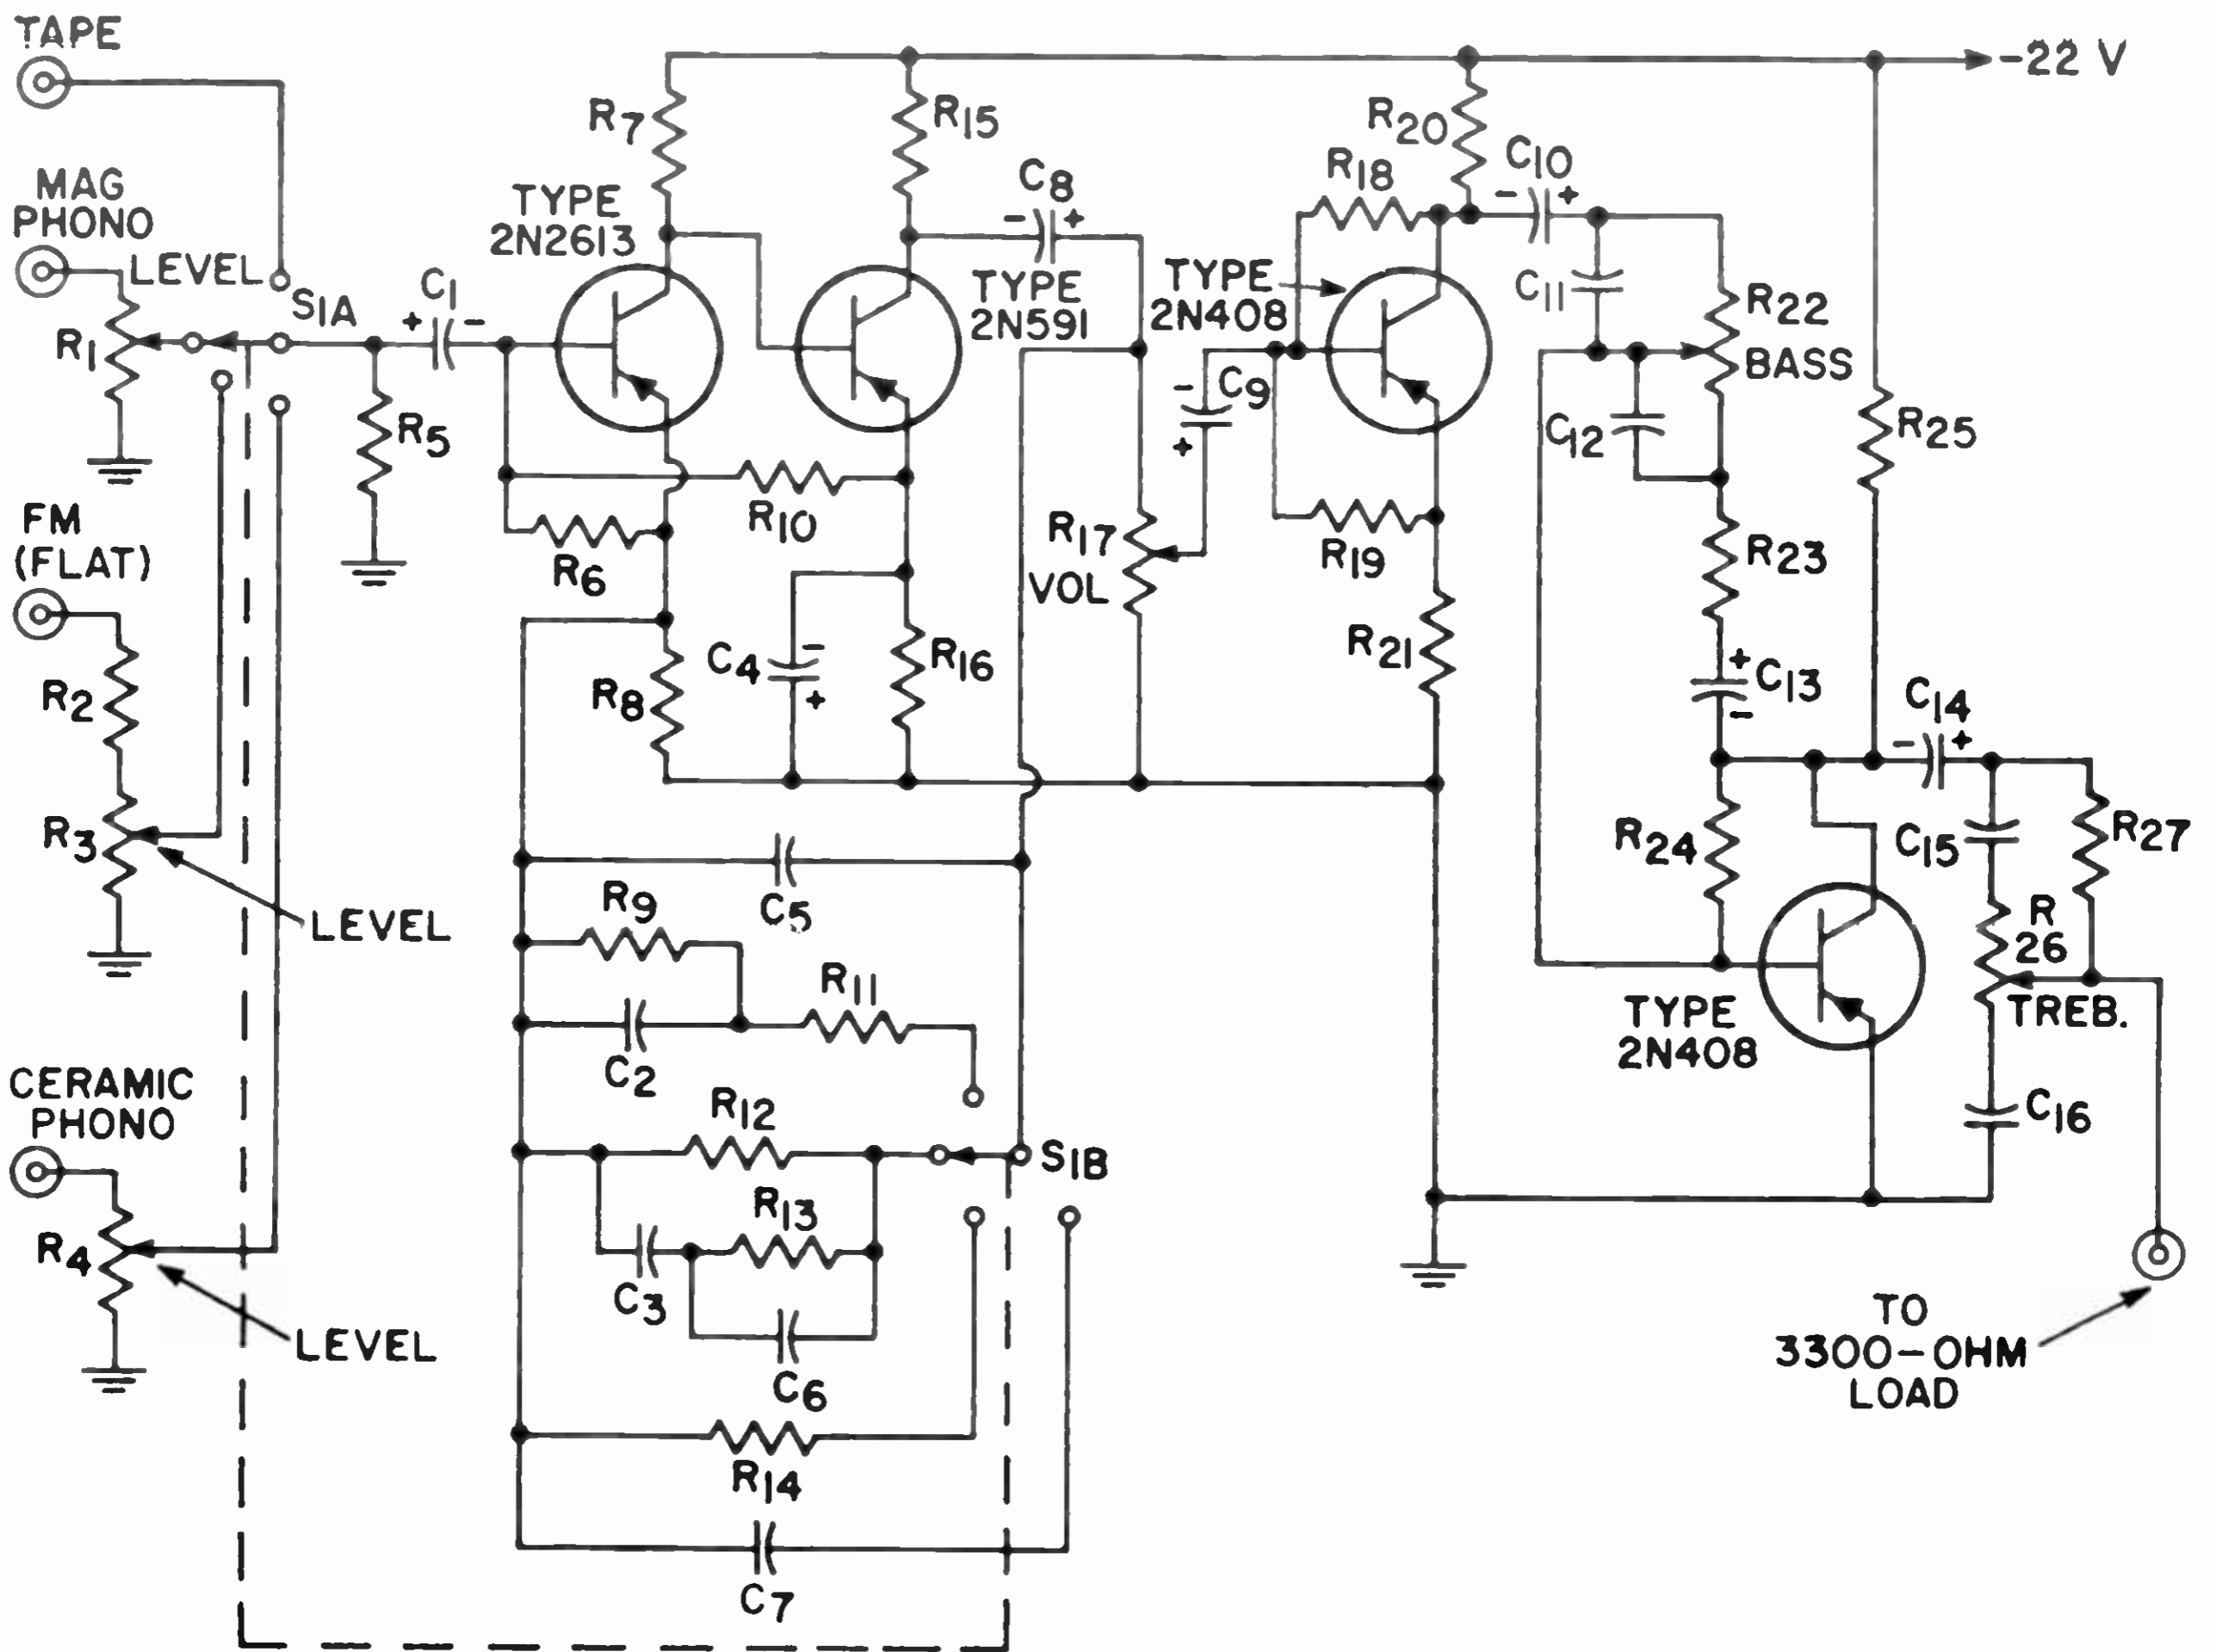 TAPE
MAG
PHONO
LEVEL
R1
S1A
C1
+ -
R5
FM
(FLAT)
R2
R3
LEVEL
CERAMIC
PHONO
R4
LEVEL
R7
TYPE
2N2613
R10
R6
R8
C4
-
+
R15
TYPE
2N591
R16
C8
- +
R17
VOL
C9
-
+
TYPE
2N408
R18
R19
R20
R21
-22 V
C10
- +
C11
R22
BASS
C12
R23
+
C13
-
R25
C14
- +
R24
C15
R27
R
26
TREB.
TYPE
2N408
C16
TO
3300-OHM
LOAD
C5
R9
R11
C2
R12
S1B
R13
C3
C6
R14
C7